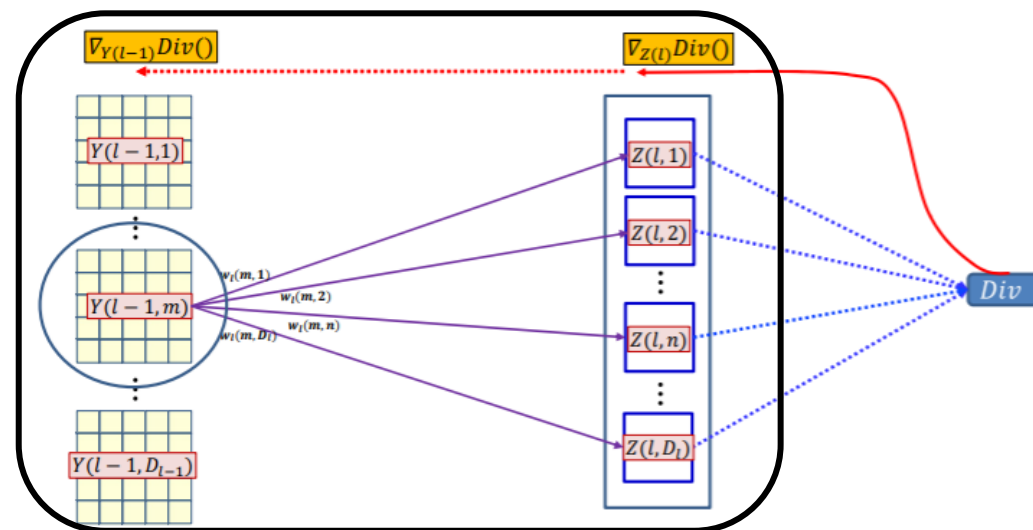 ∇_{Y(l−1)}Div()
∇_{Z(l)}Div()
Y(l − 1,1)
⋮
Y(l − 1, m)
⋮
Y(l − 1, D_{l−1})
w_l(m, 1)
w_l(m, 2)
w_l(m, n)
w_l(m, D_l)
Z(l, 1)
Z(l, 2)
⋮
Z(l, n)
⋮
Z(l, D_l)
Div